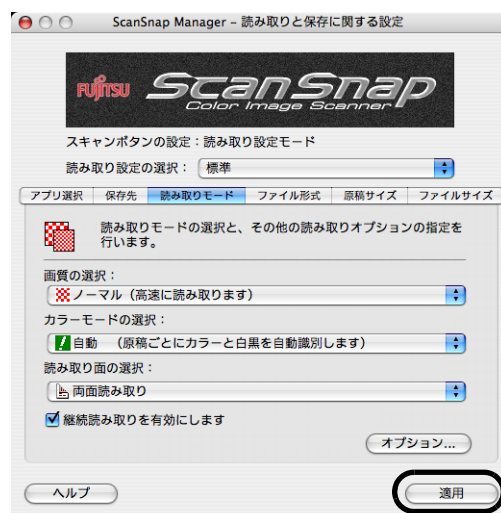 ScanSnap Manager – 読み取りと保存に関する設定
FUJITSU ScanSnap
Color Image Scanner
スキャンボタンの設定：読み取り設定モード
読み取り設定の選択： 標準
アプリ選択 保存先 読み取りモード ファイル形式 原稿サイズ ファイルサイズ
読み取りモードの選択と、その他の読み取りオプションの指定を
行います。
画質の選択：
ノーマル（高速に読み取ります）
カラーモードの選択：
自動 （原稿ごとにカラーと白黒を自動識別します）
読み取り面の選択：
両面読み取り
継続読み取りを有効にします
オプション...
ヘルプ 適用